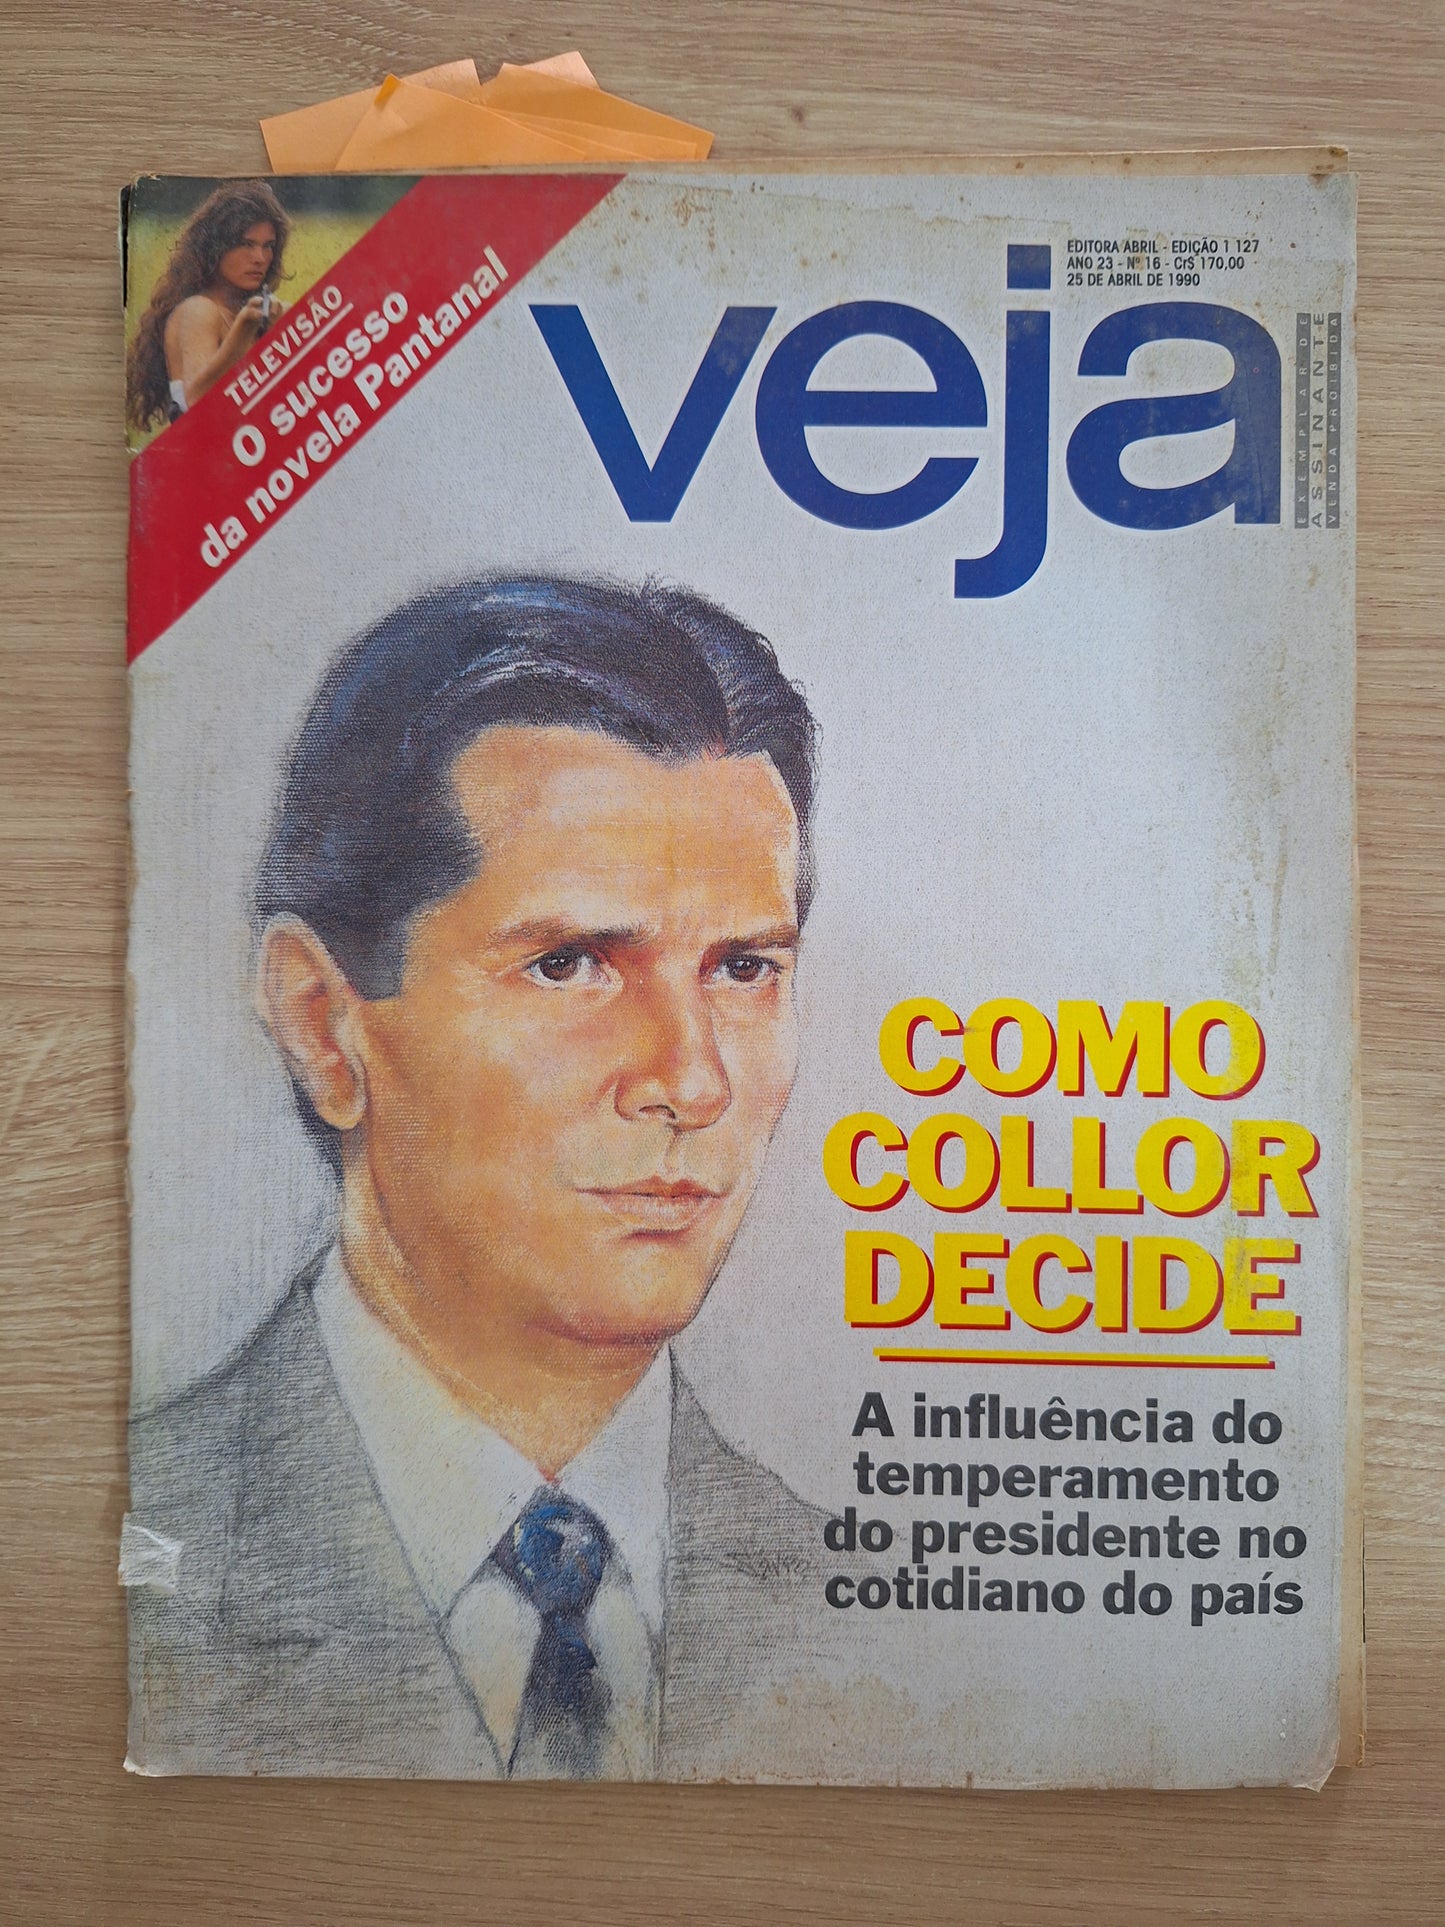 TELEVISÃO
O sucesso
da novela Pantanal
veja
EDITORA ABRIL - EDIÇÃO 1 127
ANO 23 - Nº 16 - Cr$ 170,00
25 DE ABRIL DE 1990
EXEMPLAR DE
ASSINANTE
VENDA PROIBIDA
COMO
COLLOR
DECIDE
A influência do
temperamento
do presidente no
cotidiano do país